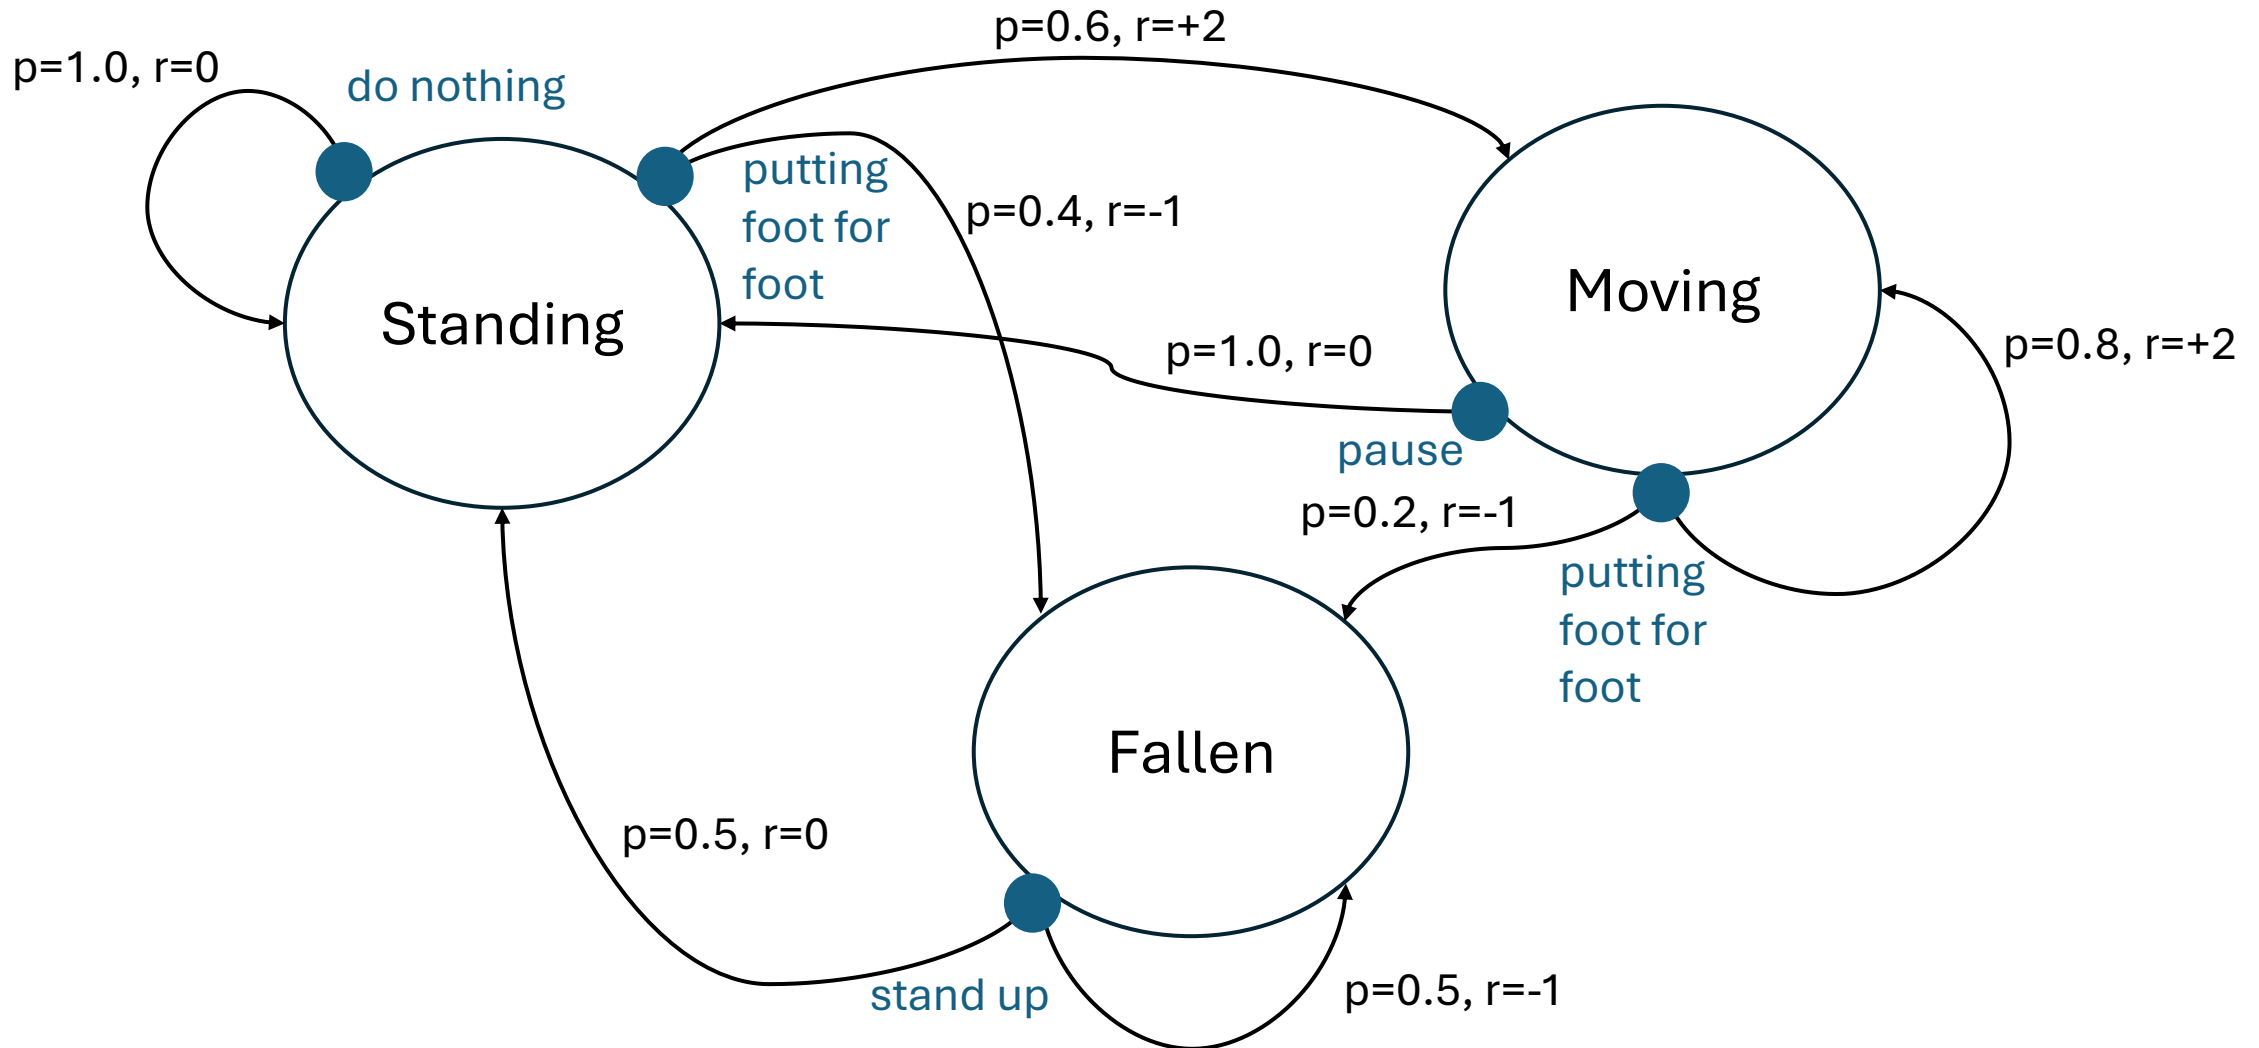 p=0.6, r=+2
p=1.0, r=0
do nothing
putting
foot for
foot
p=0.4, r=-1
Standing
Moving
p=1.0, r=0
p=0.8, r=+2
pause
p=0.2, r=-1
putting
foot for
foot
Fallen
p=0.5, r=0
stand up
p=0.5, r=-1